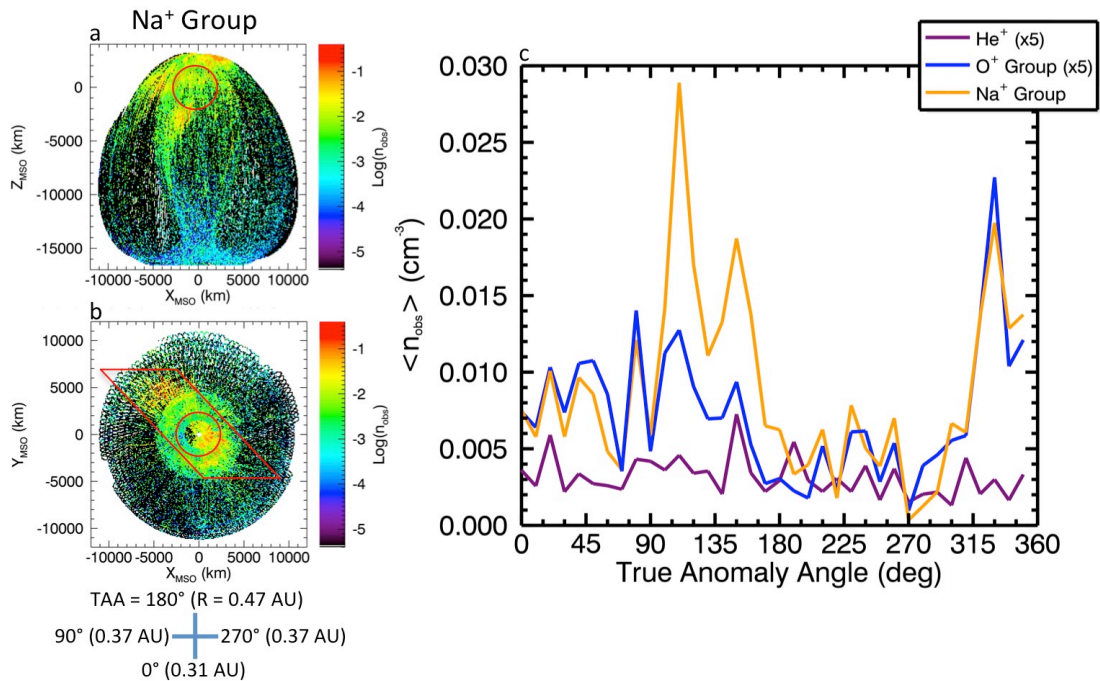 Na⁺ Group
a
0
-5000
-10000
-15000
Z_MSO (km)
-10000 -5000 0 5000 10000
X_MSO (km)
-1
-2
-3
-4
-5
Log(n_obs)
b
10000
5000
0
-5000
-10000
Y_MSO (km)
-10000 -5000 0 5000 10000
X_MSO (km)
-1
-2
-3
-4
-5
Log(n_obs)
TAA = 180° (R = 0.47 AU)
90° (0.37 AU) 270° (0.37 AU)
0° (0.31 AU)
c
He⁺ (x5)
O⁺ Group (x5)
Na⁺ Group
0.030
0.025
0.020
0.015
0.010
0.005
0.000
<n_obs> (cm⁻³)
0 45 90 135 180 225 270 315 360
True Anomaly Angle (deg)